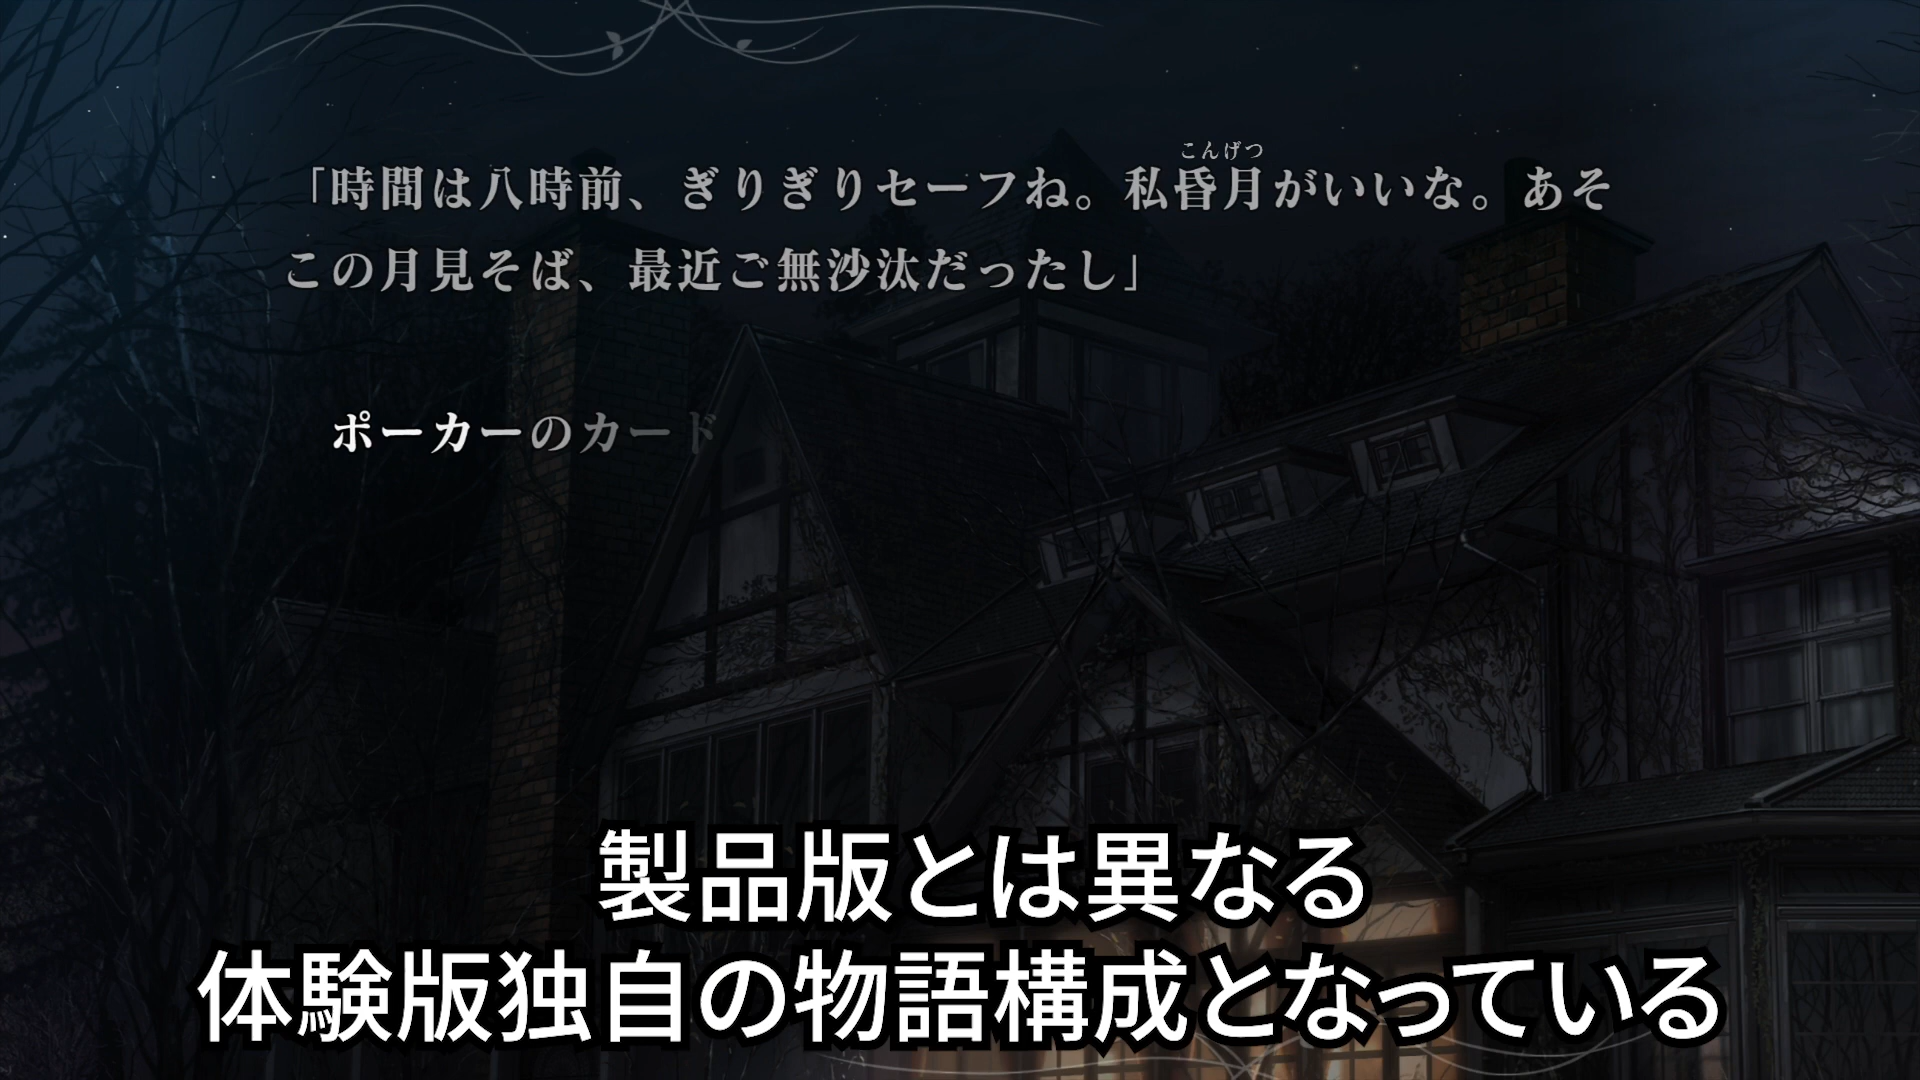 こんげつ
「時間は八時前、ぎりぎりセーフね。私昏月がいいな。あそ
この月見そば、最近ご無沙汰だったし」
ポーカーのカード
製品版とは異なる
体験版独自の物語構成となっている